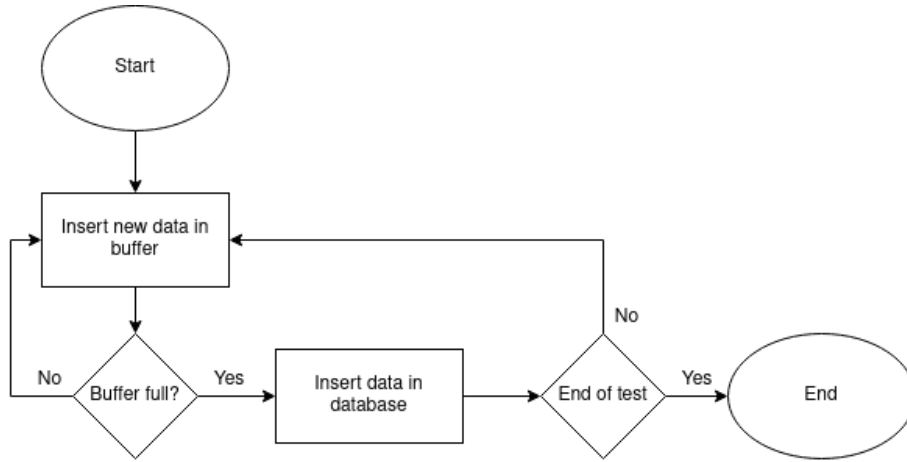 Start
Insert new data in
buffer
No
No
Buffer full?
Yes
Insert data in
database
End of test
Yes
End